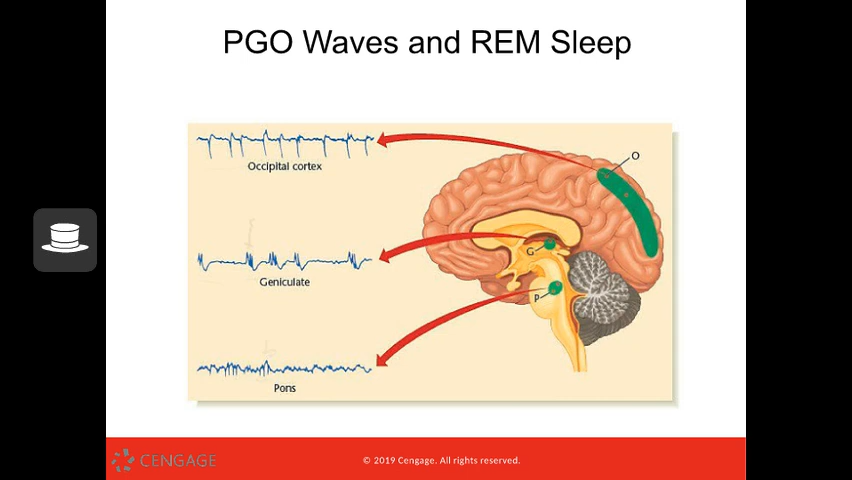 PGO Waves and REM Sleep
Occipital cortex
O
G
Geniculate
P
Pons
CENGAGE
© 2019 Cengage. All rights reserved.